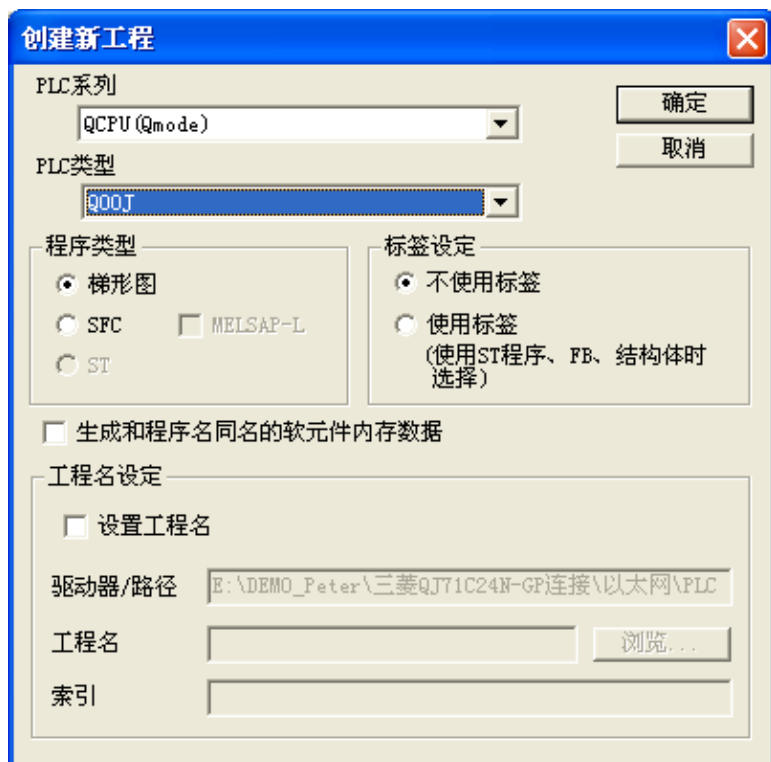 创建新工程
PLC系列
确定
QCPU(Qmode)
取消
PLC类型
Q00J
程序类型
标签设定
梯形图
不使用标签
SFC
MELSAP-L
使用标签
ST
(使用ST程序、FB、结构体时
选择)
生成和程序名同名的软元件内存数据
工程名设定
设置工程名
驱动器/路径
E:\DEMO_Peter\三菱QJ71C24N-GP连接\以太网\PLC
工程名
浏览...
索引